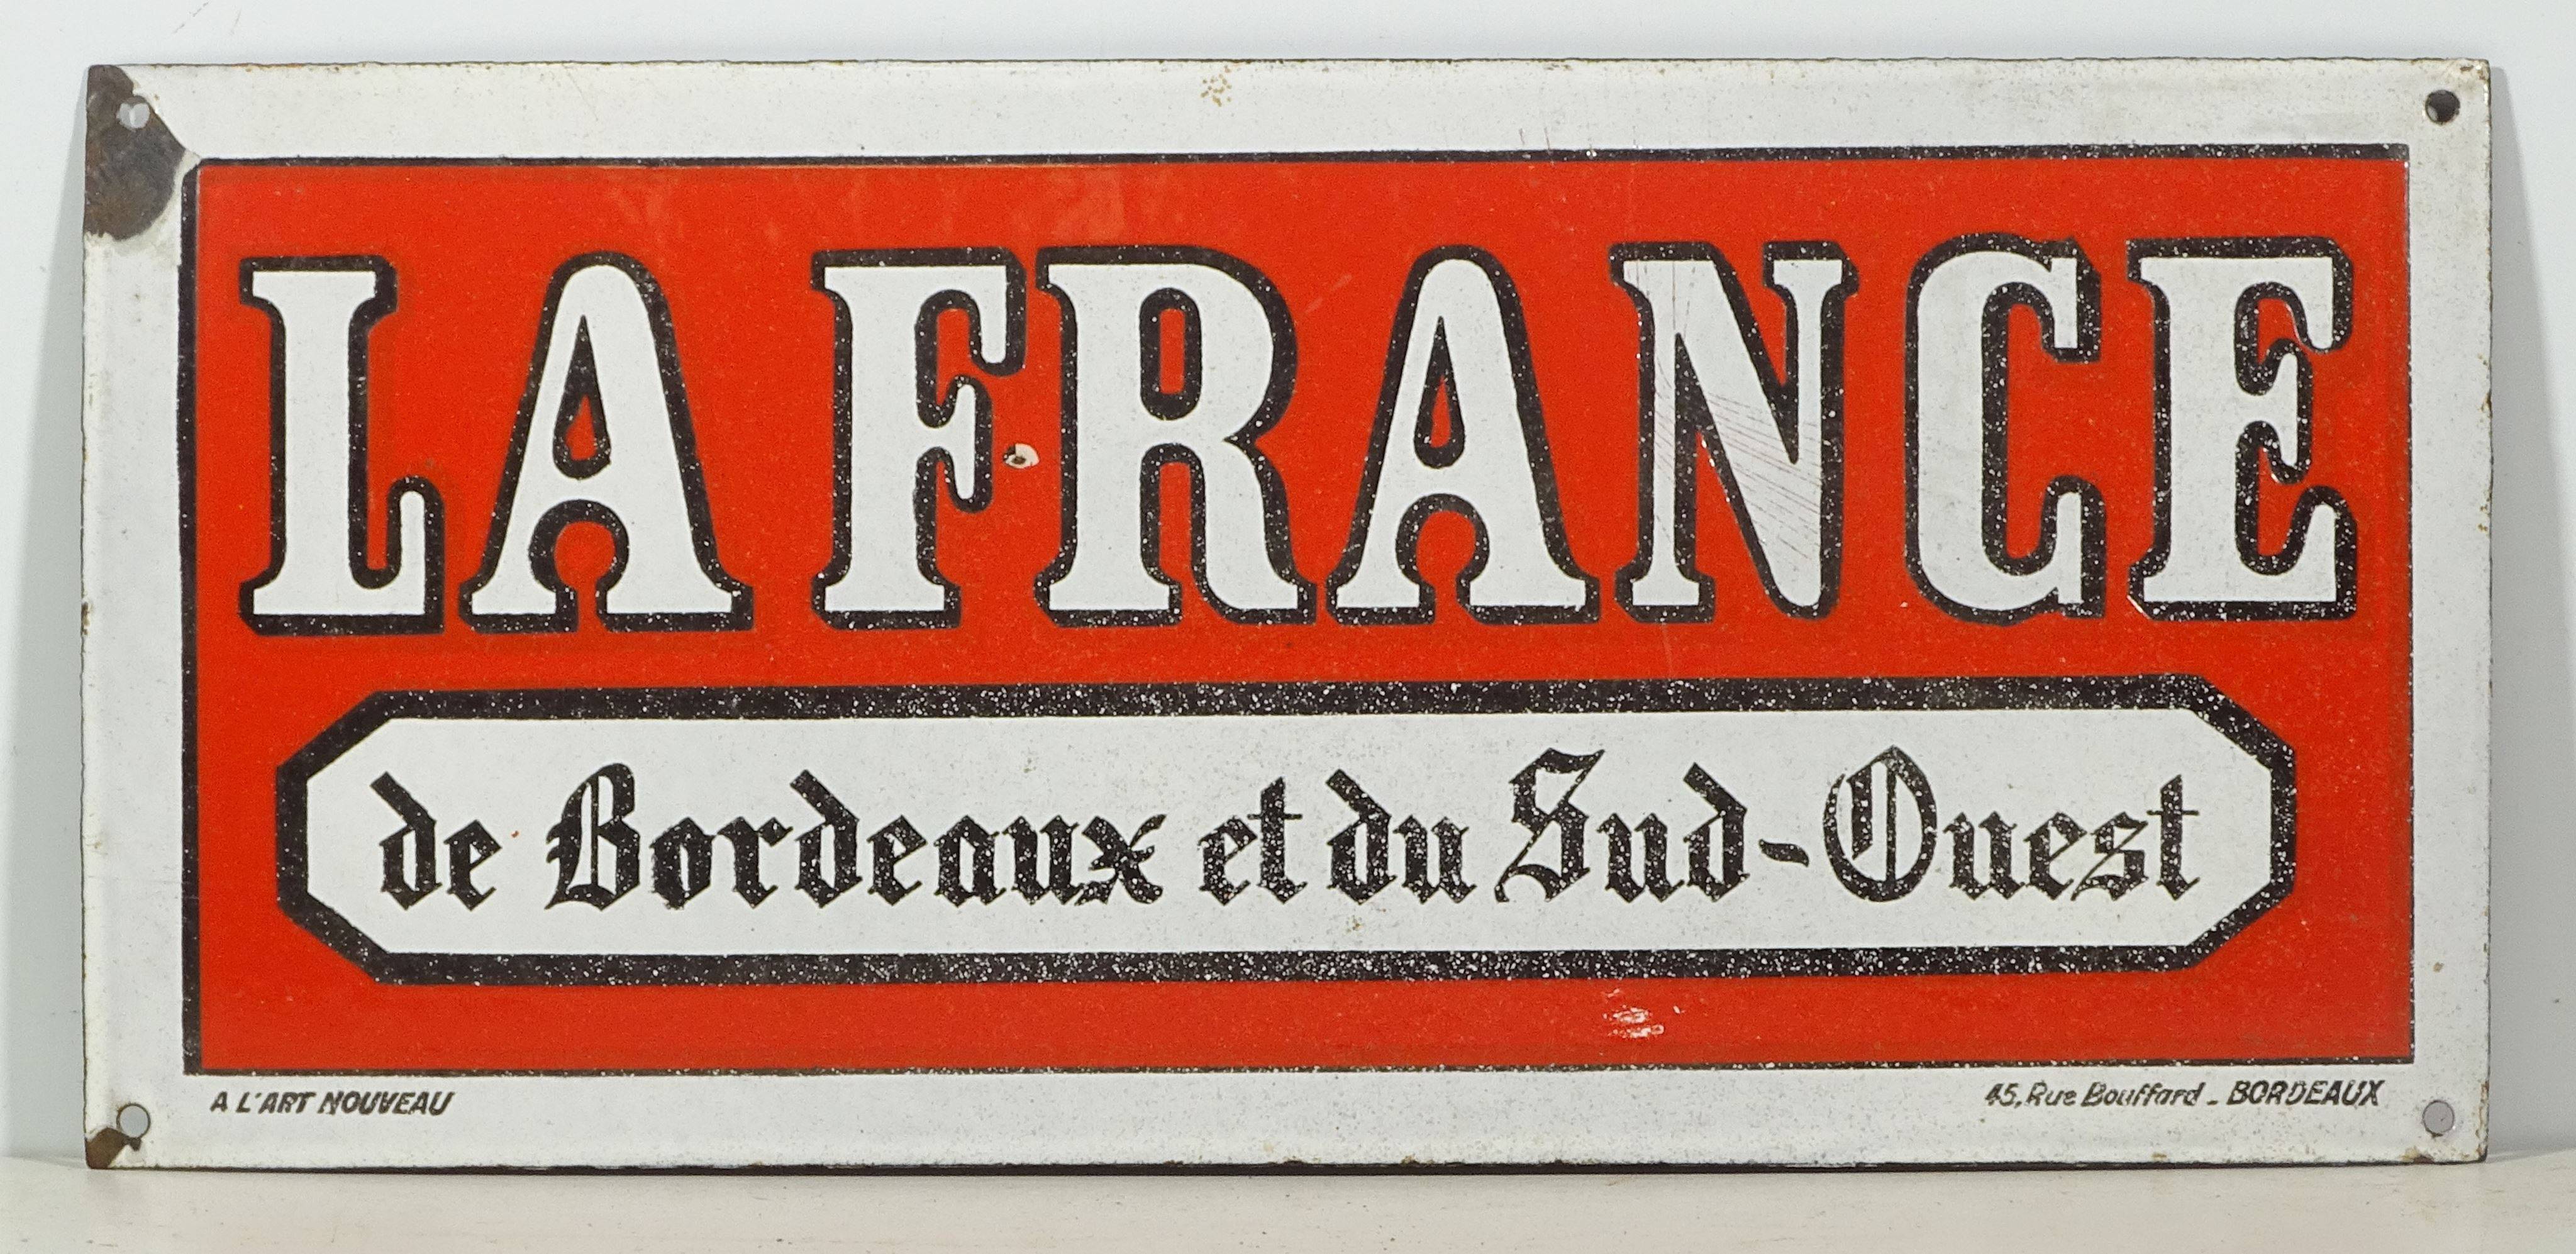 LA FRANCE
de Bordeaux et du Sud-Ouest
A L'ART NOUVEAU
45, Rue Bouffard - BORDEAUX